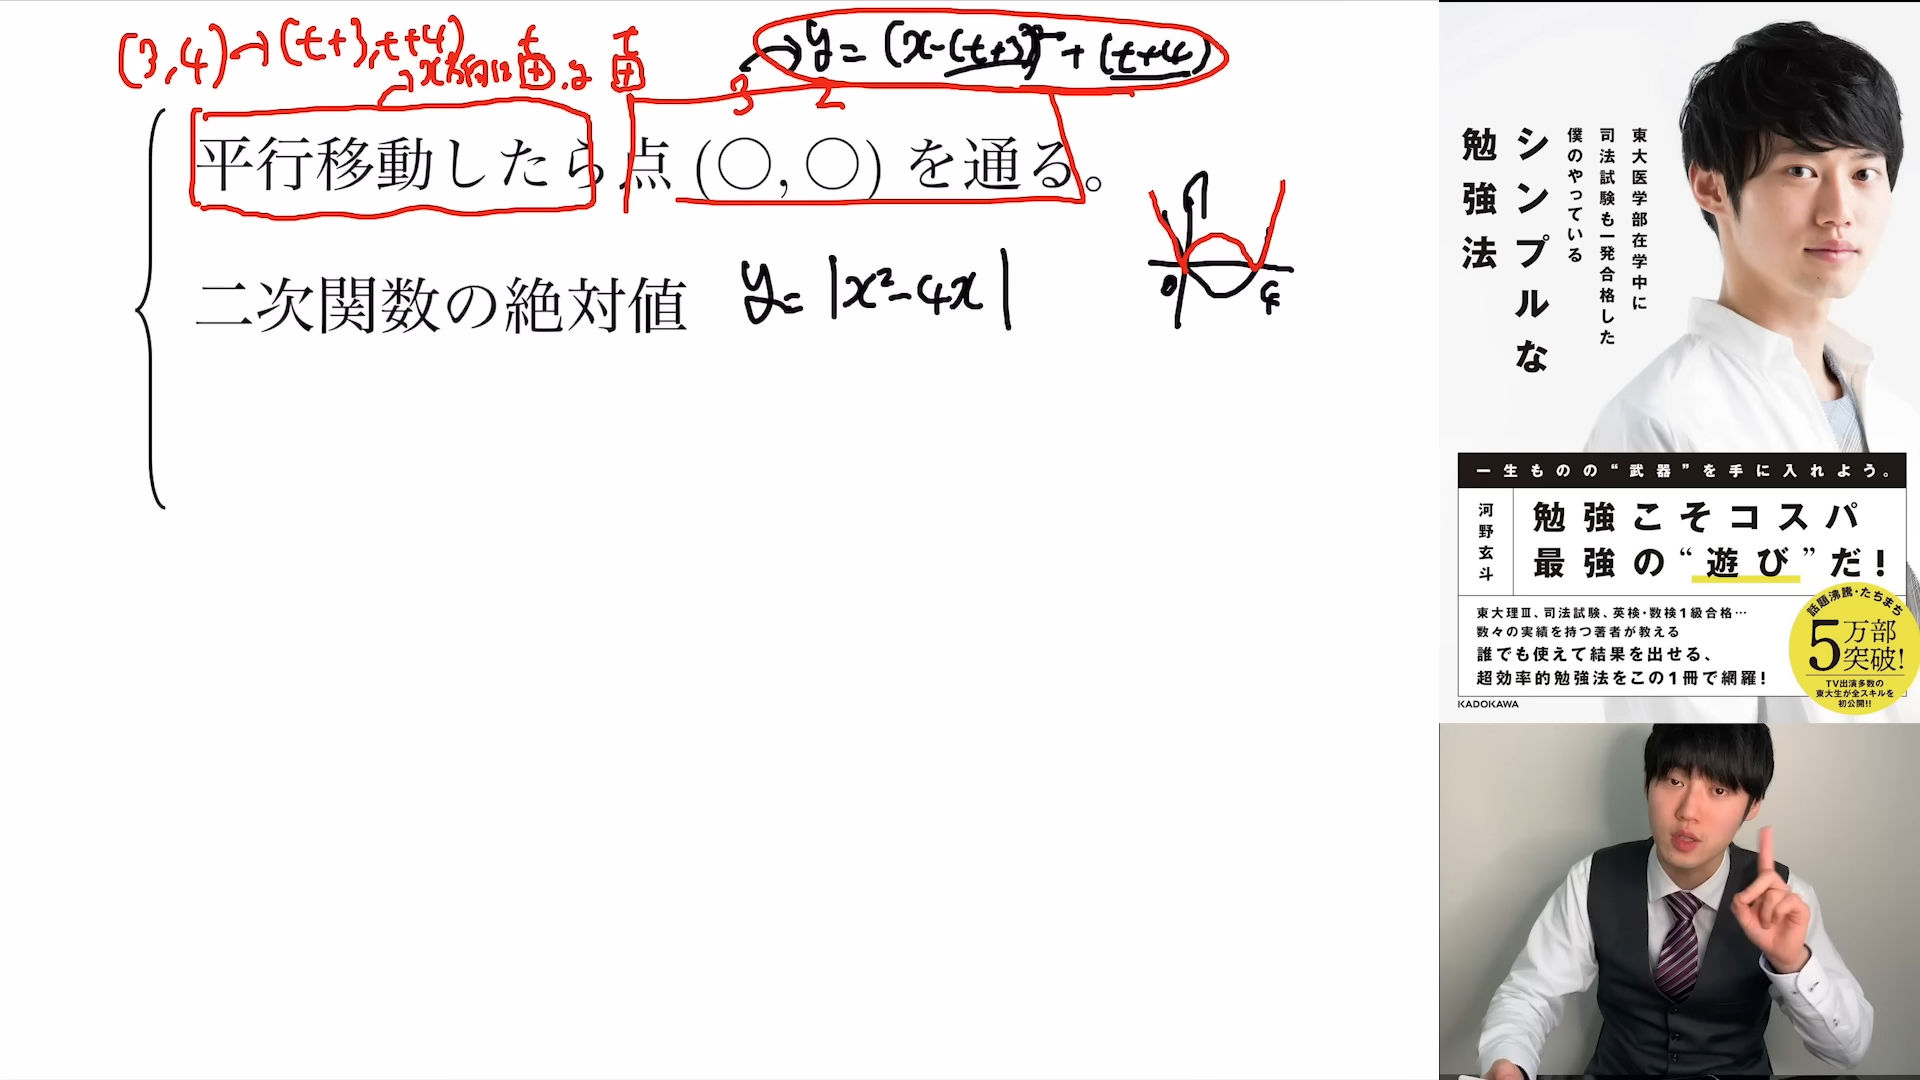 (3,4)→(t+3,t+4)
x方向に田,y田
y=(x-(t+3))²+(t+4)
3 2
平行移動したら点(○,○)を通る。
二次関数の絶対値 y=|x²-4x|
0 4
東大医学部在学中に
司法試験も一発合格した
僕のやっている
シンプルな
勉強法
一生ものの“武器”を手に入れよう。
河野玄斗
勉強こそコスパ
最強の“遊び”だ!
東大理Ⅲ、司法試験、英検・数検1級合格…
数々の実績を持つ著者が教える
誰でも使えて結果を出せる、
超効率的勉強法をこの1冊で網羅!
話題沸騰・たちまち
5万部
突破!
TV出演多数の
東大生が全スキルを
初公開!!
KADOKAWA